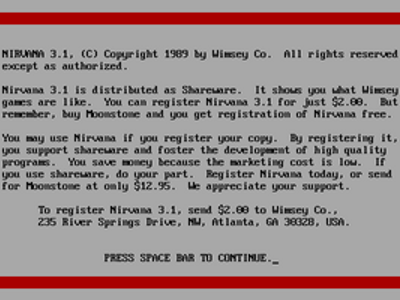 NIRVANA 3.1, (C) Copyright 1989 by Wimsey Co.  All rights reserved
except as authorized.
Nirvana 3.1 is distributed as Shareware.  It shows you what Wimsey
games are like.  You can register Nirvana 3.1 for just $2.00.  But
remember, buy Moonstone and you get registration of Nirvana free.
You may use Nirvana if you register your copy.  By registering it,
you support shareware and foster the development of high quality
programs.  You save money because the marketing cost is low.  If
you use shareware, do your part.  Register Nirvana today, or send
for Moonstone at only $12.95.  We appreciate your support.
To register Nirvana 3.1, send $2.00 to Wimsey Co.,
235 River Springs Drive, NW, Atlanta, GA 30328, USA.
PRESS SPACE BAR TO CONTINUE._